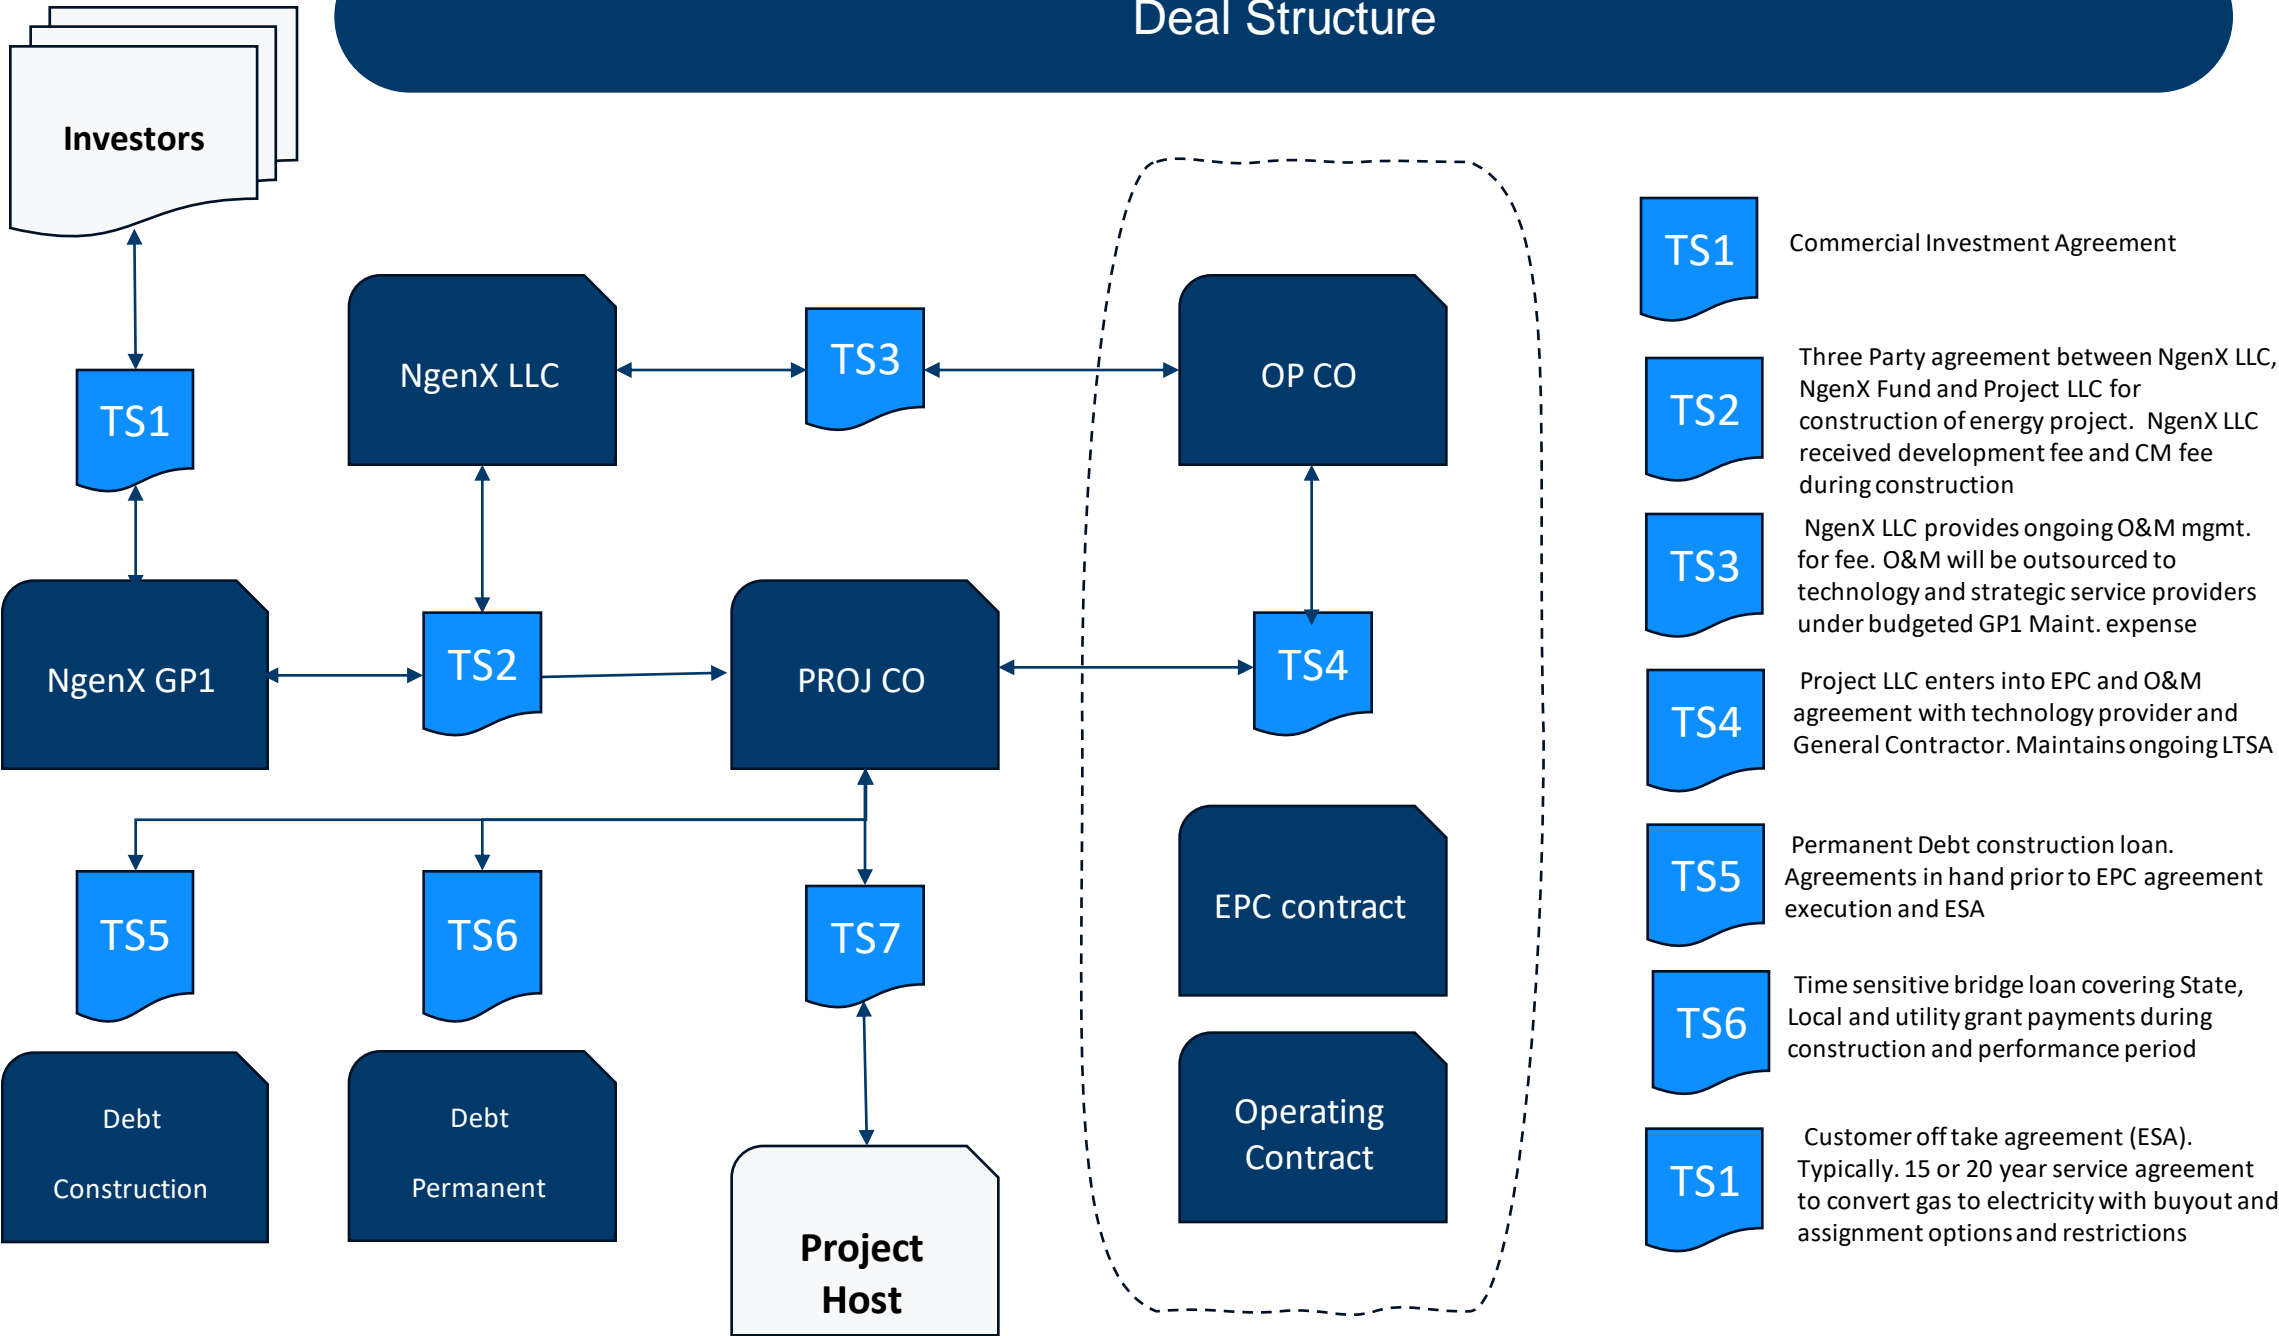 Deal Structure
Investors
TS1
NgenX LLC
TS3
OP CO
NgenX GP1
TS2
PROJ CO
TS4
TS5
TS6
TS7
Debt
Construction
Debt
Permanent
Project
Host
EPC contract
Operating
Contract
TS1
Commercial Investment Agreement
TS2
Three Party agreement between NgenX LLC,
NgenX Fund and Project LLC for
construction of energy project. NgenX LLC
received development fee and CM fee
during construction
TS3
NgenX LLC provides ongoing O&M mgmt.
for fee. O&M will be outsourced to
technology and strategic service providers
under budgeted GP1 Maint. expense
TS4
Project LLC enters into EPC and O&M
agreement with technology provider and
General Contractor. Maintains ongoing LTSA
TS5
Permanent Debt construction loan.
Agreements in hand prior to EPC agreement
execution and ESA
TS6
Time sensitive bridge loan covering State,
Local and utility grant payments during
construction and performance period
TS1
Customer off take agreement (ESA).
Typically. 15 or 20 year service agreement
to convert gas to electricity with buyout and
assignment options and restrictions